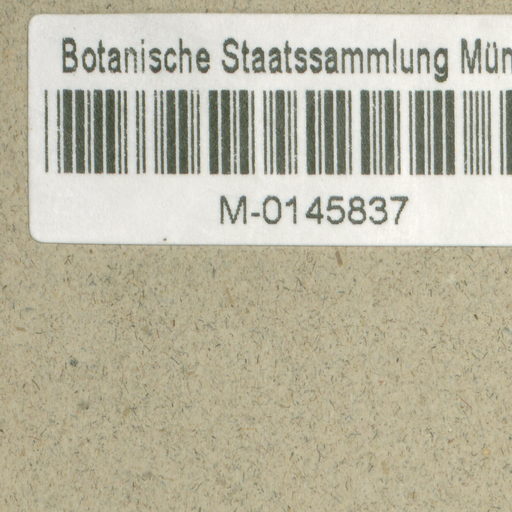 Botanische Staatssammlung Mün
M-0145837